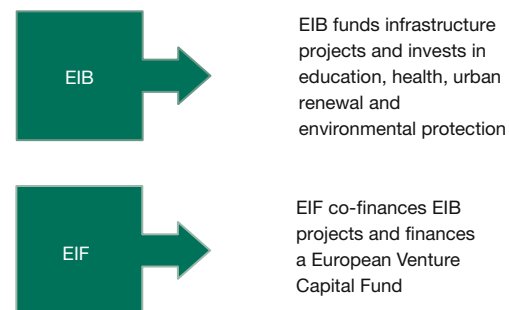 EIB
EIB funds infrastructure
projects and invests in
education, health, urban
renewal and
environmental protection
EIF
EIF co-finances EIB
projects and finances
a European Venture
Capital Fund